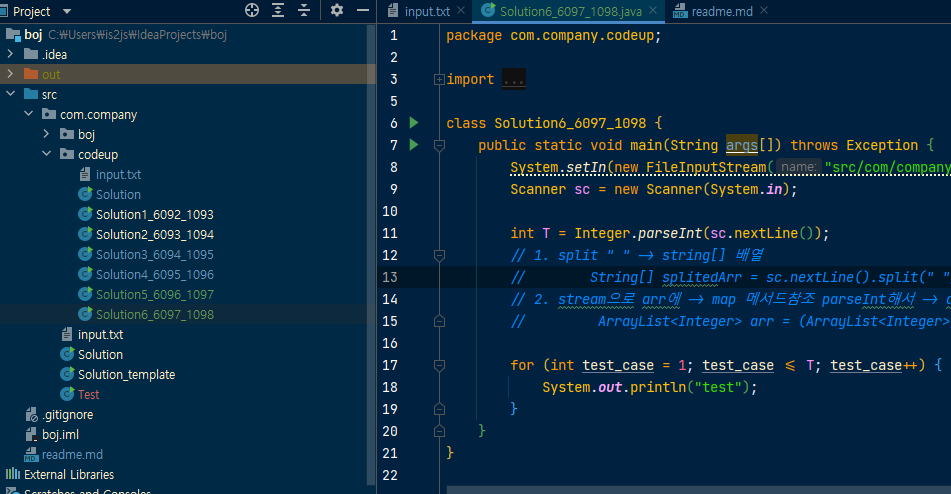 Project
boj C:\Users\is2js\IdeaProjects\boj
.idea
out
src
com.company
boj
codeup
input.txt
Solution
Solution1_6092_1093
Solution2_6093_1094
Solution3_6094_1095
Solution4_6095_1096
Solution5_6096_1097
Solution6_6097_1098
input.txt
Solution
Solution_template
Test
.gitignore
boj.iml
readme.md
External Libraries
Scratches and Consoles
input.txt Solution6_6097_1098.java readme.md
1 package com.company.codeup;
2
3 import ...
5
6 class Solution6_6097_1098 {
7 public static void main(String args[]) throws Exception {
8 System.setIn(new FileInputStream( name: "src/com/company
9 Scanner sc = new Scanner(System.in);
10
11 int T = Integer.parseInt(sc.nextLine());
12 // 1. split " " -> string[] 배열
13 // String[] splitedArr = sc.nextLine().split(" "
14 // 2. stream으로 arr에 -> map 메서드참조 parseInt해서 ->
15 // ArrayList<Integer> arr = (ArrayList<Integer>
16
17 for (int test_case = 1; test_case <= T; test_case++) {
18 System.out.println("test");
19 }
20 }
21 }
22